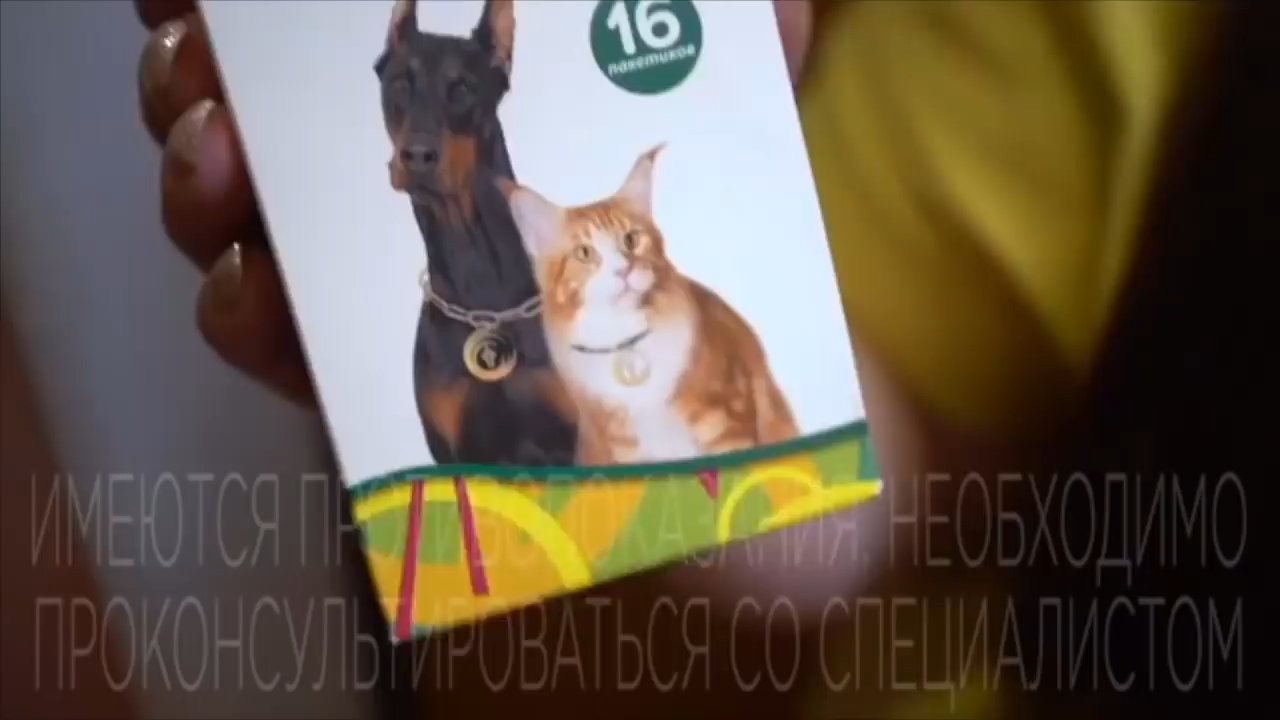 16
пакетиков
ИМЕЮТСЯ ПРОТИВОПОКАЗАНИЯ. НЕОБХОДИМО
ПРОКОНСУЛЬТИРОВАТЬСЯ СО СПЕЦИАЛИСТОМ